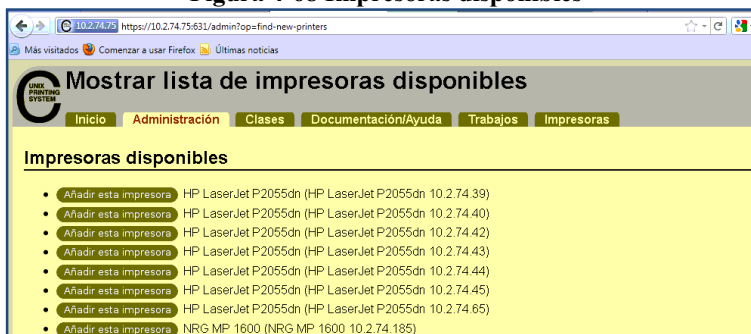 Figura 4-68 Impresoras disponibles
10.2.74.75 https://10.2.74.75:631/admin?op=find-new-printers
Más visitados Comenzar a usar Firefox Últimas noticias
UNIX PRINTING SYSTEM
Mostrar lista de impresoras disponibles
Inicio Administración Clases Documentación/Ayuda Trabajos Impresoras
Impresoras disponibles
Añadir esta impresora HP LaserJet P2055dn (HP LaserJet P2055dn 10.2.74.39)
Añadir esta impresora HP LaserJet P2055dn (HP LaserJet P2055dn 10.2.74.40)
Añadir esta impresora HP LaserJet P2055dn (HP LaserJet P2055dn 10.2.74.42)
Añadir esta impresora HP LaserJet P2055dn (HP LaserJet P2055dn 10.2.74.43)
Añadir esta impresora HP LaserJet P2055dn (HP LaserJet P2055dn 10.2.74.44)
Añadir esta impresora HP LaserJet P2055dn (HP LaserJet P2055dn 10.2.74.45)
Añadir esta impresora HP LaserJet P2055dn (HP LaserJet P2055dn 10.2.74.65)
Añadir esta impresora NRG MP 1600 (NRG MP 1600 10.2.74.185)